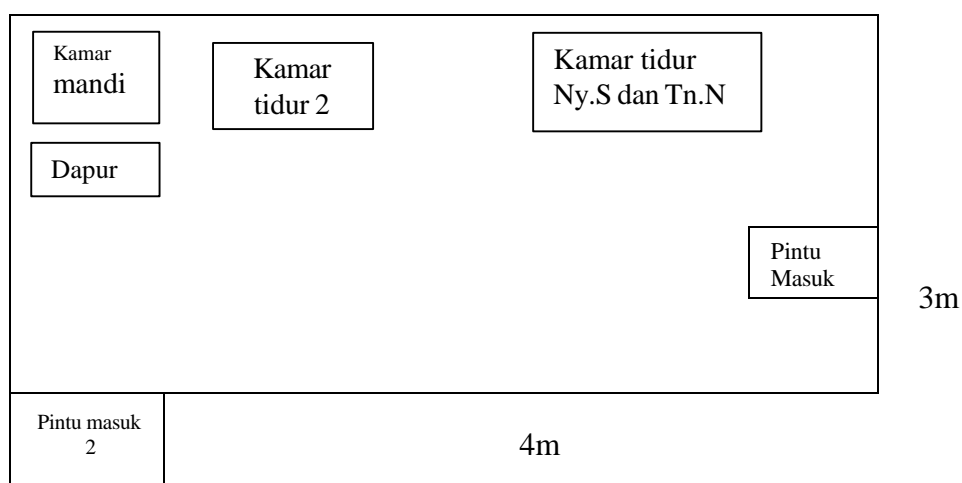 Kamar
mandi
Kamar
tidur 2
Kamar tidur
Ny.S dan Tn.N
Dapur
Pintu
Masuk
3m
Pintu masuk
2
4m